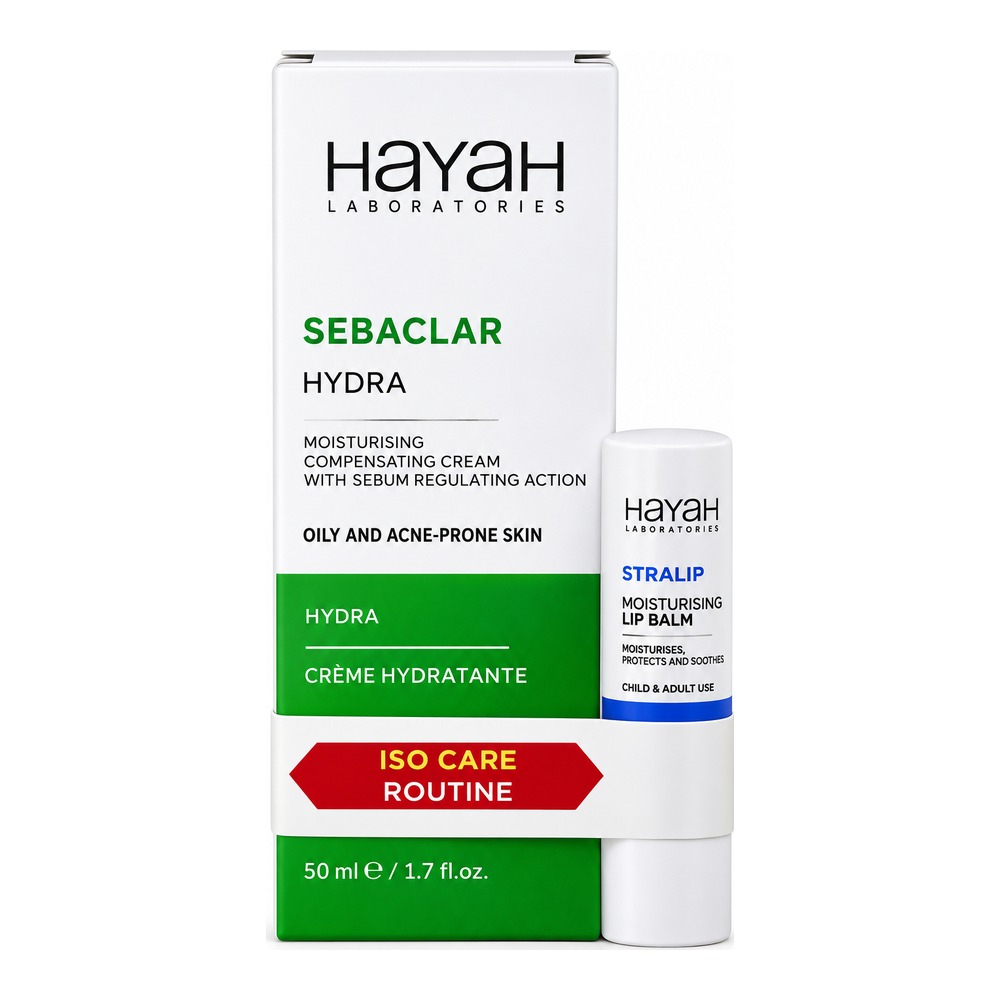 HAYAH
LABORATORIES
SEBACLAR
HYDRA
MOISTURISING
COMPENSATING CREAM
WITH SEBUM REGULATING ACTION
OILY AND ACNE-PRONE SKIN
HYDRA
CRÈME HYDRATANTE
ISO CARE
ROUTINE
50 ml ℮ / 1.7 fl.oz.
HAYAH
LABORATORIES
STRALIP
MOISTURISING
LIP BALM
MOISTURISES,
PROTECTS AND SOOTHES
CHILD & ADULT USE